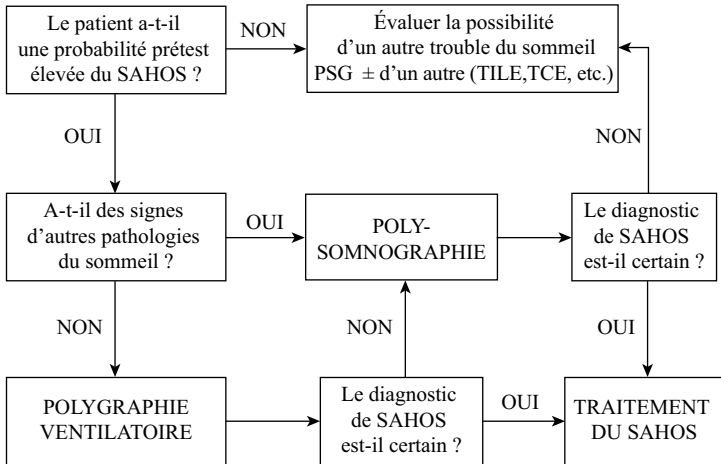 Le patient a-t-il
une probabilité prétest
élevée du SAHOS ?
NON
Évaluer la possibilité
d'un autre trouble du sommeil
PSG ± d'un autre (TILE,TCE, etc.)
OUI
NON
A-t-il des signes
d'autres pathologies
du sommeil ?
OUI
POLY-
SOMNOGRAPHIE
Le diagnostic
de SAHOS
est-il certain ?
NON
NON
OUI
POLYGRAPHIE
VENTILATOIRE
Le diagnostic
de SAHOS
est-il certain ?
OUI
TRAITEMENT
DU SAHOS